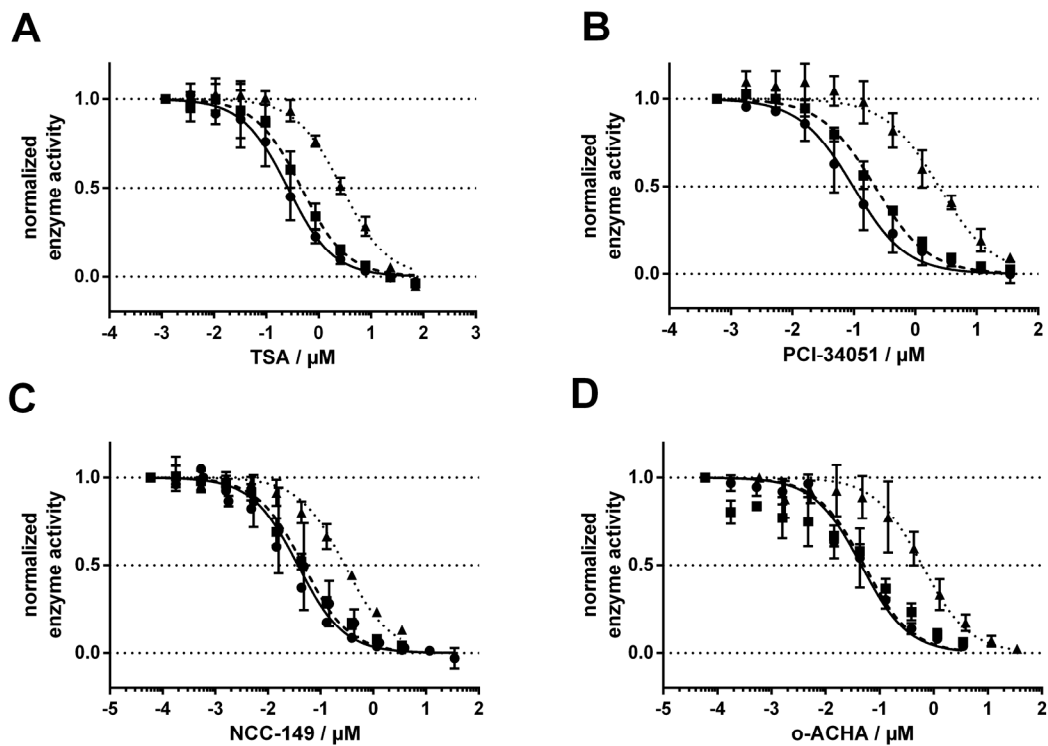 A
normalized
enzyme activity
1.0
0.5
0.0
-4 -3 -2 -1 0 1 2 3
TSA / µM
B
normalized
enzyme activity
1.0
0.5
0.0
-4 -3 -2 -1 0 1 2
PCI-34051 / µM
C
normalized
enzyme activity
1.0
0.5
0.0
-5 -4 -3 -2 -1 0 1 2
NCC-149 / µM
D
normalized
enzyme activity
1.0
0.5
0.0
-5 -4 -3 -2 -1 0 1 2
o-ACHA / µM